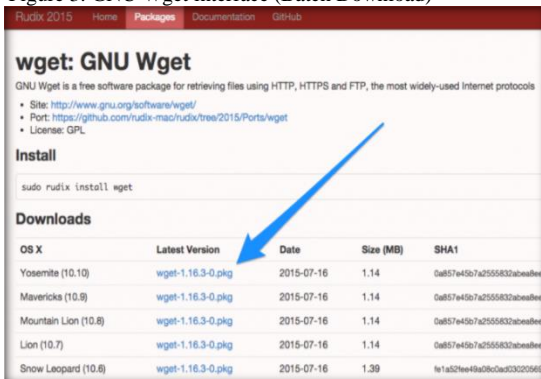 Rudix 2015 Home Packages Documentation GitHub
wget: GNU Wget
GNU Wget is a free software package for retrieving files using HTTP, HTTPS and FTP, the most widely-used Internet protocols
• Site: http://www.gnu.org/software/wget/
• Port: https://github.com/rudix-mac/rudix/tree/2015/Ports/wget
• License: GPL
Install
sudo rudix install wget
Downloads
OS X Latest Version Date Size (MB) SHA1
Yosemite (10.10) wget-1.16.3-0.pkg 2015-07-16 1.14
Mavericks (10.9) wget-1.16.3-0.pkg 2015-07-16 1.14
Mountain Lion (10.8) wget-1.16.3-0.pkg 2015-07-16 1.14
Lion (10.7) wget-1.16.3-0.pkg 2015-07-16 1.14
Snow Leopard (10.6) wget-1.16.3-0.pkg 2015-07-16 1.39